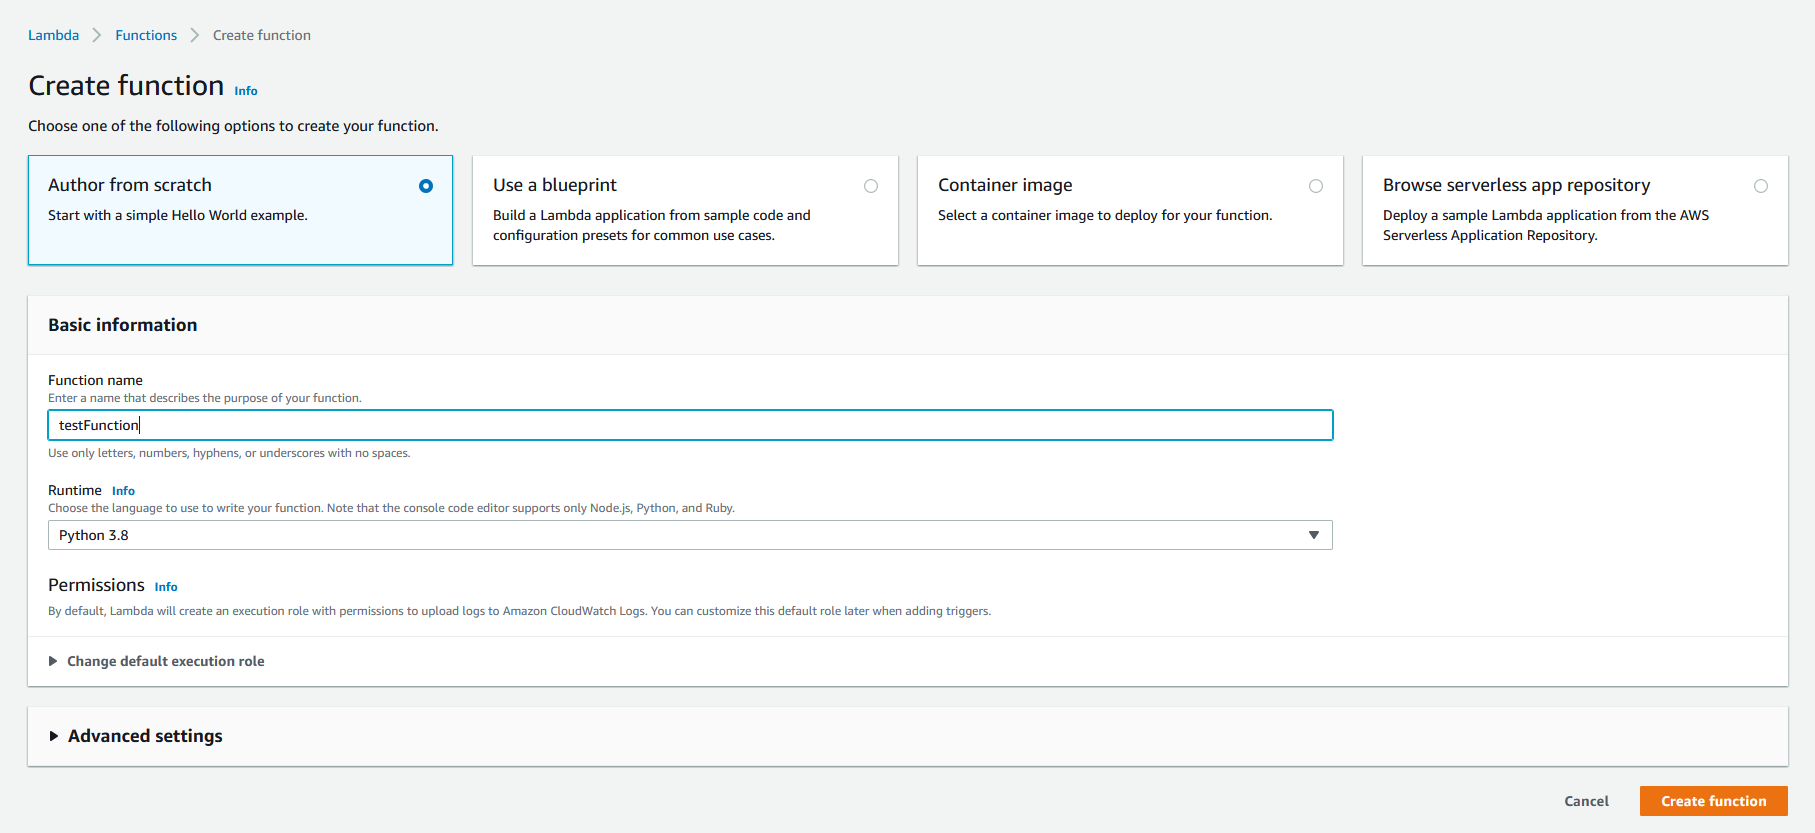 Lambda Functions Create function
Create function Info
Choose one of the following options to create your function.
Author from scratch
Start with a simple Hello World example.
Use a blueprint
Build a Lambda application from sample code and
configuration presets for common use cases.
Container image
Select a container image to deploy for your function.
Browse serverless app repository
Deploy a sample Lambda application from the AWS
Serverless Application Repository.
Basic information
Function name
Enter a name that describes the purpose of your function.
testFunction
Use only letters, numbers, hyphens, or underscores with no spaces.
Runtime Info
Choose the language to use to write your function. Note that the console code editor supports only Node.js, Python, and Ruby.
Python 3.8
Permissions Info
By default, Lambda will create an execution role with permissions to upload logs to Amazon CloudWatch Logs. You can customize this default role later when adding triggers.
Change default execution role
Advanced settings
Cancel Create function